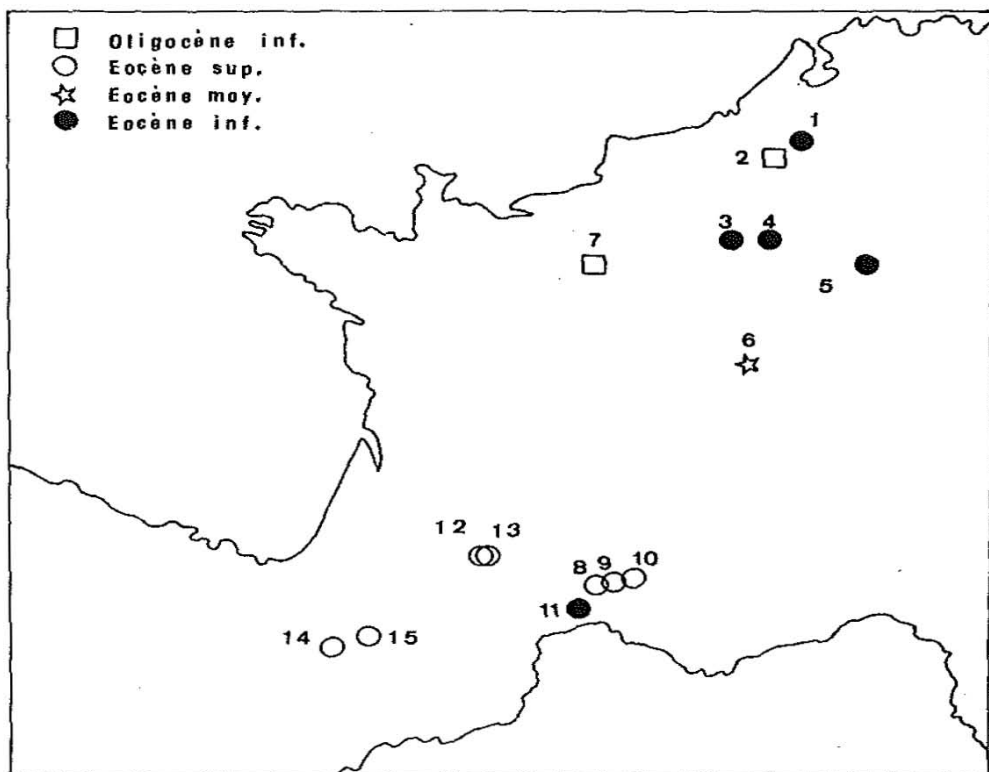 Oligocène inf.
Eocène sup.
Eocène moy.
Eocène inf.
1
2
3 4
7
5
6
12 13
8 9 10
11
14 15